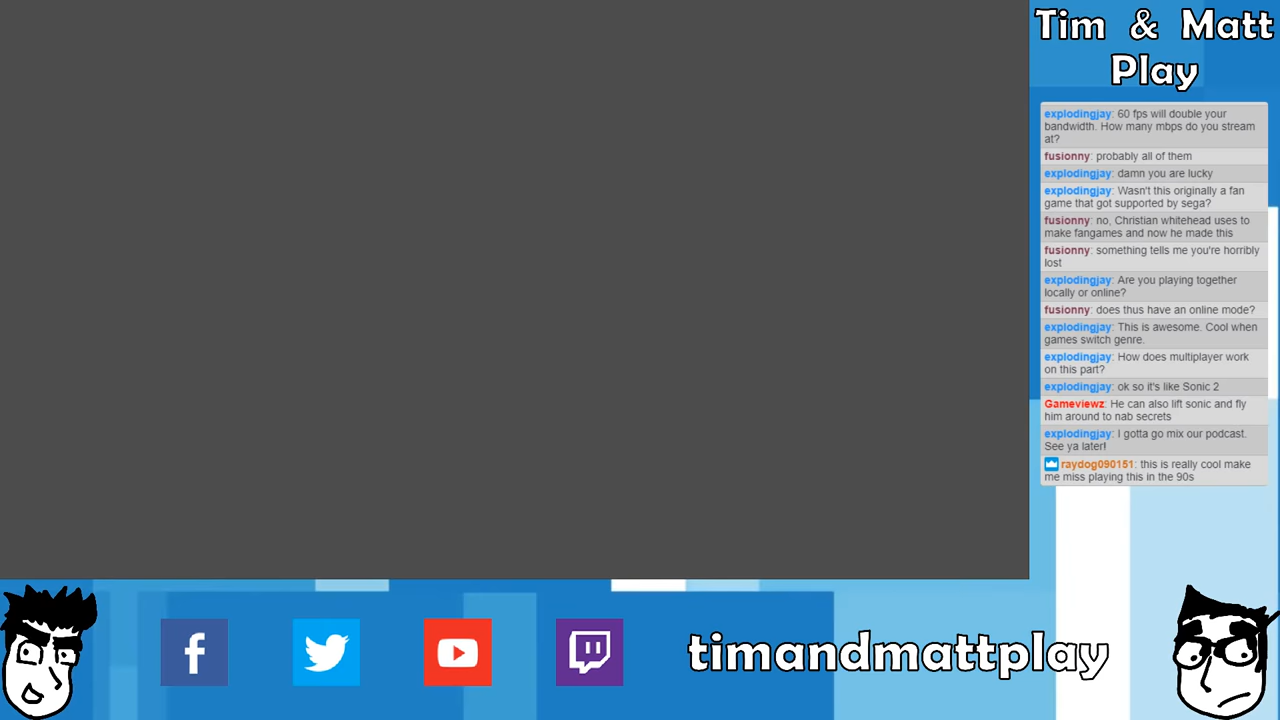 Tim & Matt
Play
explodingjay: 60 fps will double your
bandwidth. How many mbps do you stream
at?
fusionny: probably all of them
explodingjay: damn you are lucky
explodingjay: Wasn't this originally a fan
game that got supported by sega?
fusionny: no, Christian whitehead uses to
make fangames and now he made this
fusionny: something tells me you're horribly
lost
explodingjay: Are you playing together
locally or online?
fusionny: does thus have an online mode?
explodingjay: This is awesome. Cool when
games switch genre.
explodingjay: How does multiplayer work
on this part?
explodingjay: ok so it's like Sonic 2
Gameviewz: He can also lift sonic and fly
him around to nab secrets
explodingjay: I gotta go mix our podcast.
See ya later!
raydog090151: this is really cool make
me miss playing this in the 90s
timandmattplay